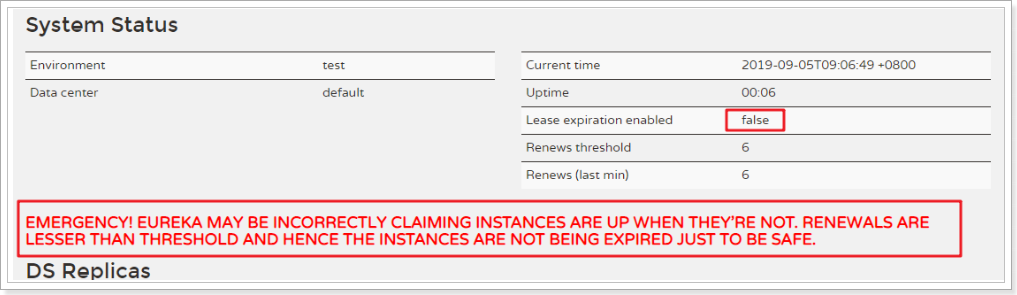 System Status
Environment test
Data center default
Current time 2019-09-05T09:06:49 +0800
Uptime 00:06
Lease expiration enabled false
Renews threshold 6
Renews (last min) 6
EMERGENCY! EUREKA MAY BE INCORRECTLY CLAIMING INSTANCES ARE UP WHEN THEY'RE NOT. RENEWALS ARE
LESSER THAN THRESHOLD AND HENCE THE INSTANCES ARE NOT BEING EXPIRED JUST TO BE SAFE.
DS Replicas